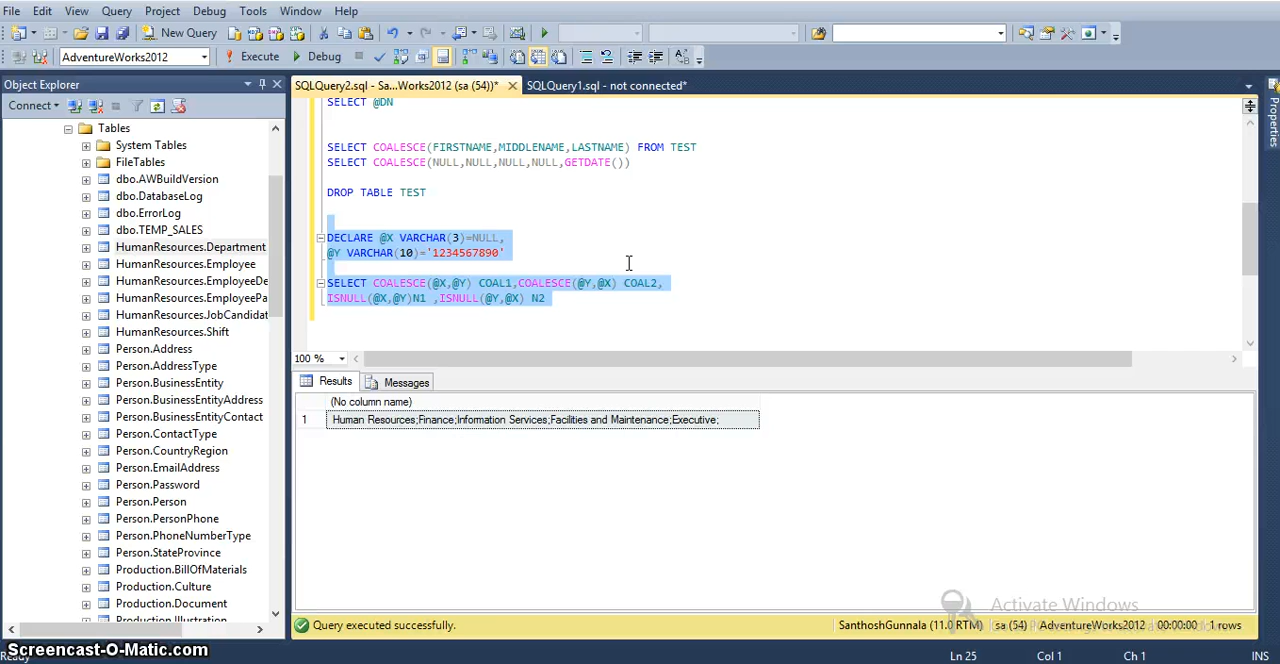 File Edit View Query Project Debug Tools Window Help
New Query
AdventureWorks2012 Execute Debug
Object Explorer
Connect
Tables
System Tables
FileTables
dbo.AWBuildVersion
dbo.DatabaseLog
dbo.ErrorLog
dbo.TEMP_SALES
HumanResources.Department
HumanResources.Employee
HumanResources.EmployeeDe
HumanResources.EmployeePa
HumanResources.JobCandidat
HumanResources.Shift
Person.Address
Person.AddressType
Person.BusinessEntity
Person.BusinessEntityAddress
Person.BusinessEntityContact
Person.ContactType
Person.CountryRegion
Person.EmailAddress
Person.Password
Person.Person
Person.PersonPhone
Person.PhoneNumberType
Person.StateProvince
Production.BillOfMaterials
Production.Culture
Production.Document
Production.Illustration
SQLQuery2.sql - Sa...Works2012 (sa (54))* SQLQuery1.sql - not connected*
SELECT @DN
SELECT COALESCE(FIRSTNAME,MIDDLENAME,LASTNAME) FROM TEST
SELECT COALESCE(NULL,NULL,NULL,NULL,GETDATE())
DROP TABLE TEST
DECLARE @X VARCHAR(3)=NULL,
@Y VARCHAR(10)='1234567890'
SELECT COALESCE(@X,@Y) COAL1,COALESCE(@Y,@X) COAL2,
ISNULL(@X,@Y)N1 ,ISNULL(@Y,@X) N2
100 %
Results Messages
(No column name)
1 Human Resources;Finance;Information Services;Facilities and Maintenance;Executive;
Properties
Activate Windows
Query executed successfully. SanthoshGunnala (11.0 RTM) sa (54) AdventureWorks2012 00:00:00 1 rows
Ready Ln 25 Col 1 Ch 1 INS
Screencast-O-Matic.com